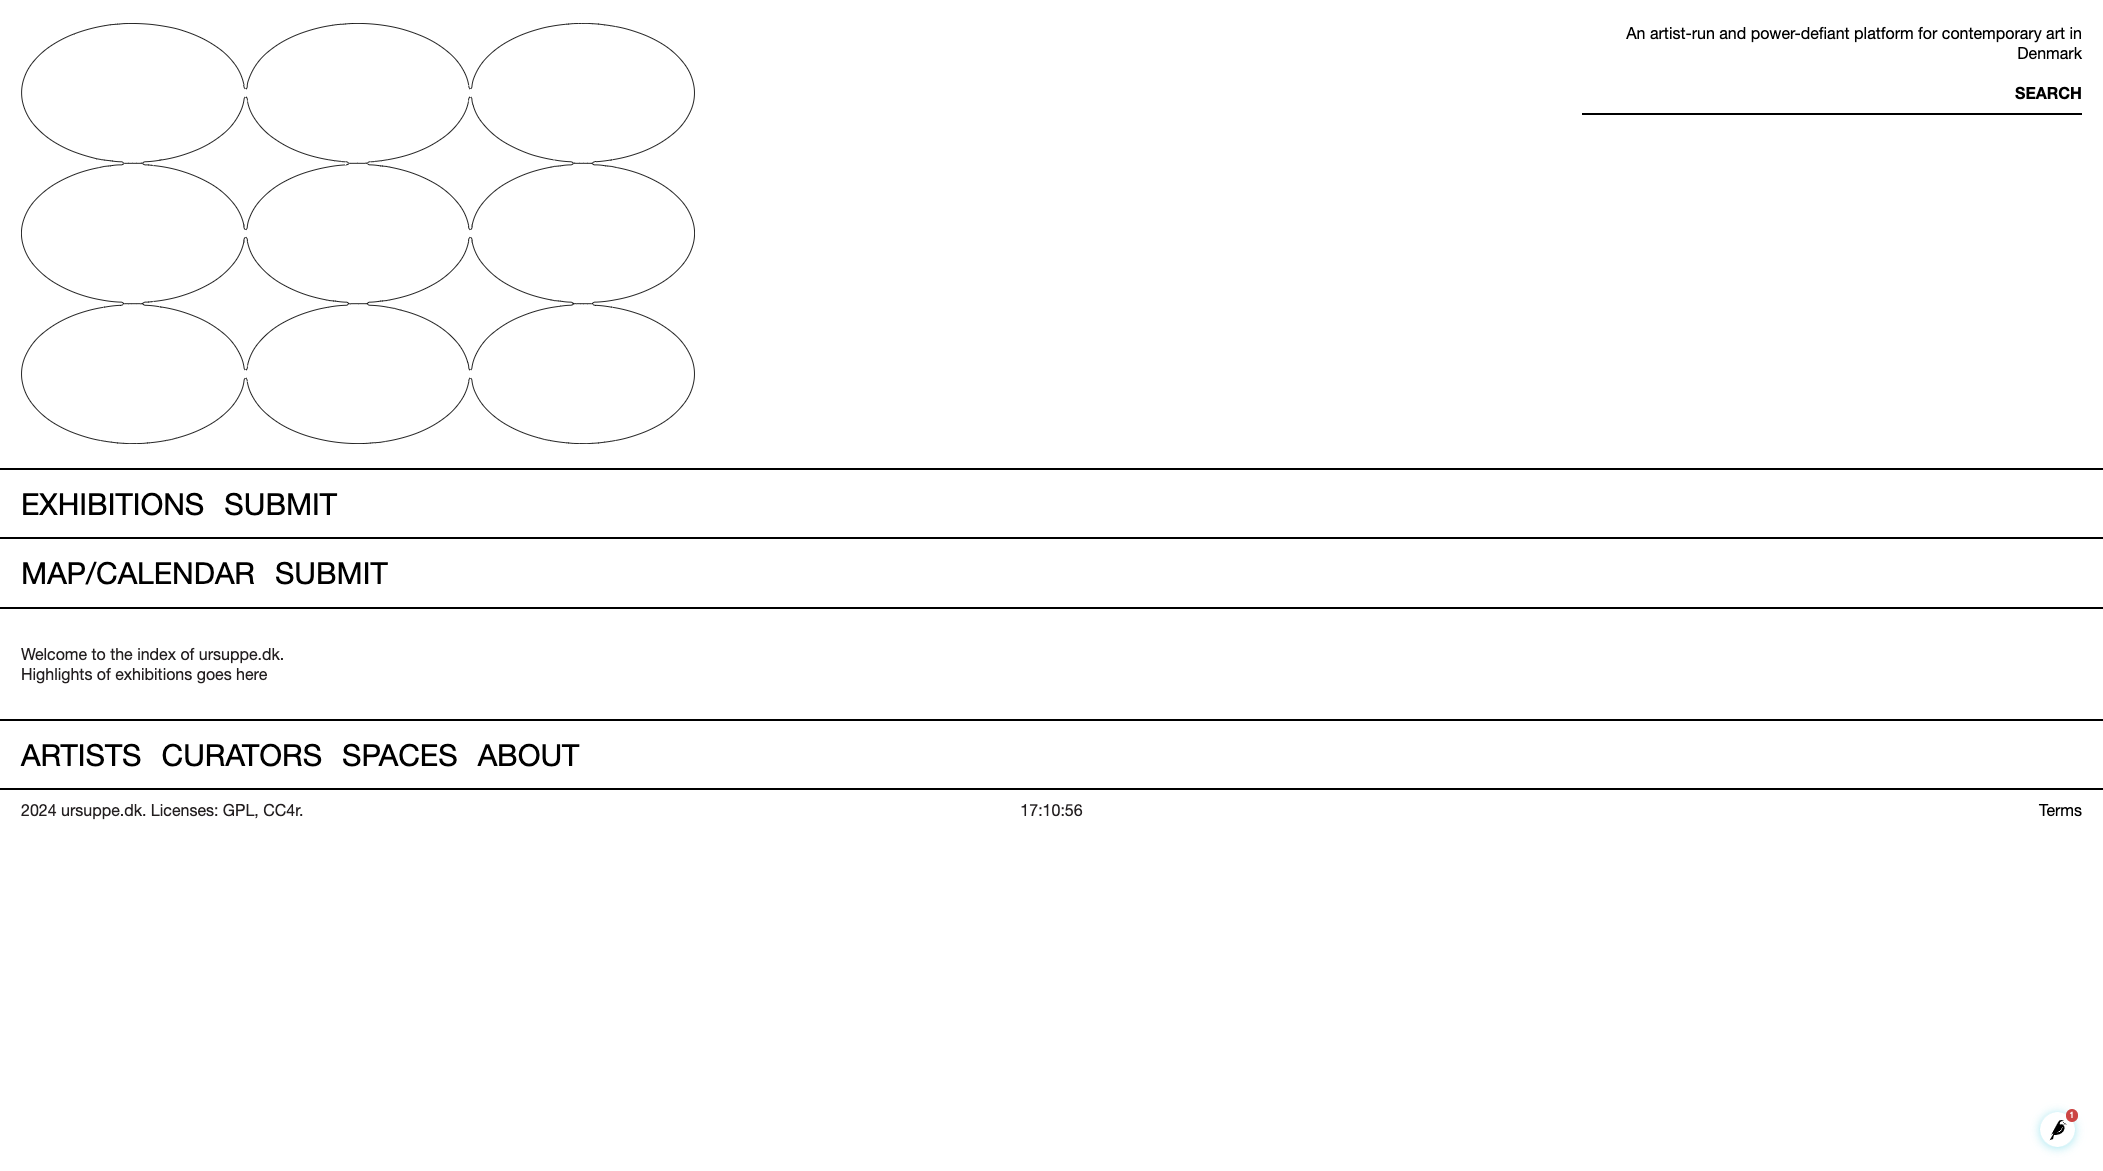 An artist-run and power-defiant platform for contemporary art in
Denmark
SEARCH
EXHIBITIONS SUBMIT
MAP/CALENDAR SUBMIT
Welcome to the index of ursuppe.dk.
Highlights of exhibitions goes here
ARTISTS CURATORS SPACES ABOUT
2024 ursuppe.dk. Licenses: GPL, CC4r.
17:10:56
Terms
1